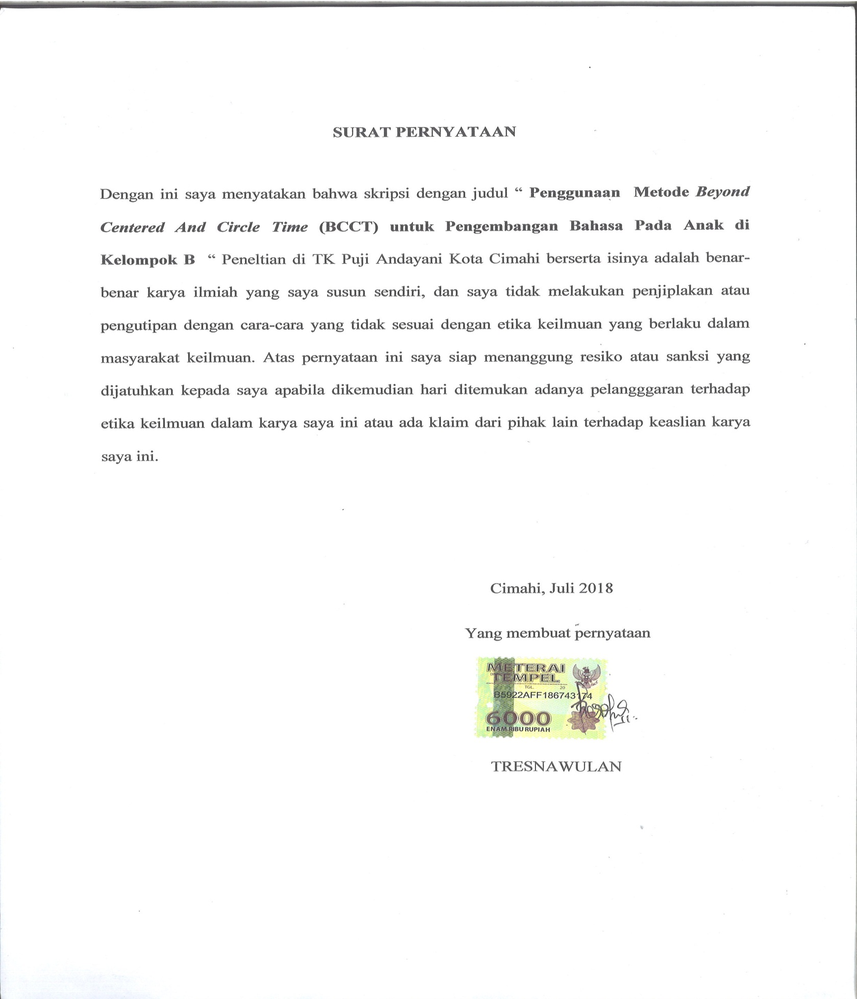 SURAT PERNYATAAN
Dengan ini saya menyatakan bahwa skripsi dengan judul “ Penggunaan Metode Beyond
Centered And Circle Time (BCCT) untuk Pengembangan Bahasa Pada Anak di
Kelompok B “ Peneltian di TK Puji Andayani Kota Cimahi berserta isinya adalah benar-
benar karya ilmiah yang saya susun sendiri, dan saya tidak melakukan penjiplakan atau
pengutipan dengan cara-cara yang tidak sesuai dengan etika keilmuan yang berlaku dalam
masyarakat keilmuan. Atas pernyataan ini saya siap menanggung resiko atau sanksi yang
dijatuhkan kepada saya apabila dikemudian hari ditemukan adanya pelangggaran terhadap
etika keilmuan dalam karya saya ini atau ada klaim dari pihak lain terhadap keaslian karya
saya ini.
Cimahi, Juli 2018
Yang membuat pernyataan
METERAI
TEMPEL
TGL. 20
B5922AFF186743174
6000
ENAM RIBU RUPIAH
TRESNAWULAN